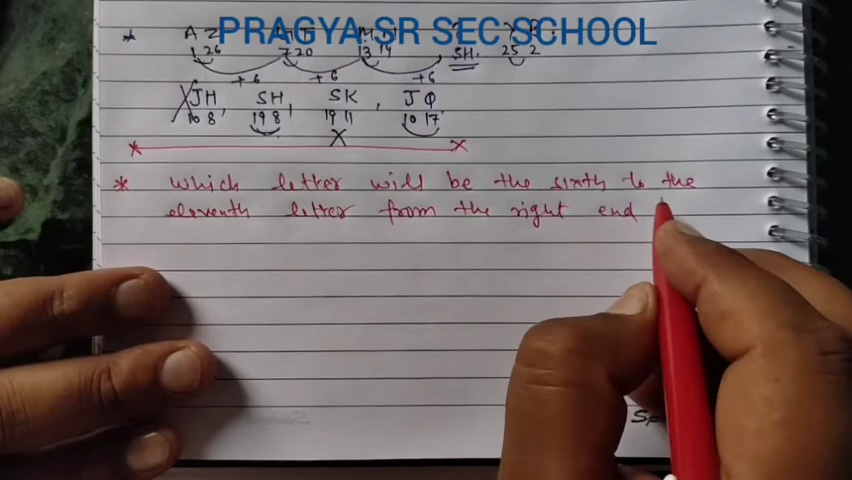 PRAGYA SR SEC SCHOOL
* A Z
1 26 7 20 13 14 SH. 25 2
+6 +6 +6
JH, SH, SK, JQ
10 8 19 8 19 11 10 17
X
* which letter will be the sixth to the
eleventh letter from the right end